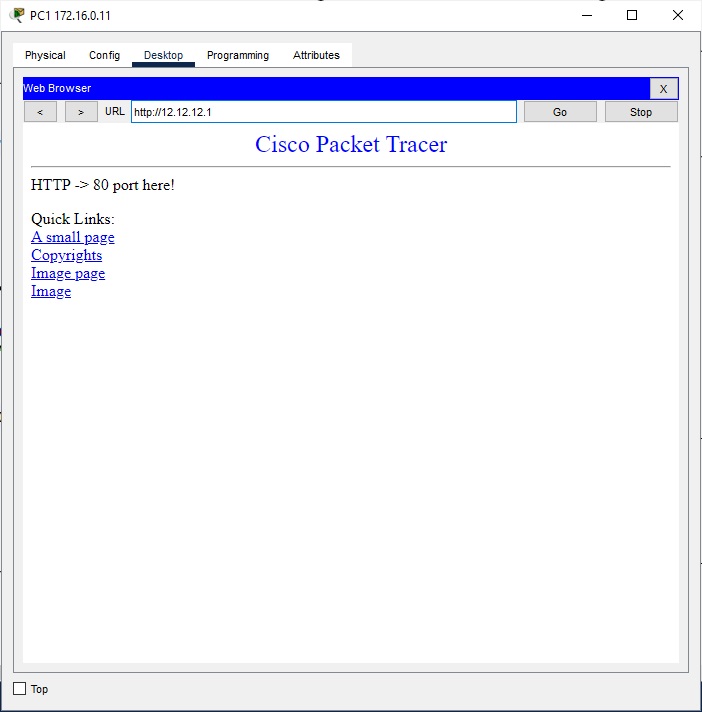 PC1 172.16.0.11
Physical Config Desktop Programming Attributes
Web Browser X
< > URL http://12.12.12.1 Go Stop
Cisco Packet Tracer
HTTP -> 80 port here!
Quick Links:
A small page
Copyrights
Image page
Image
Top